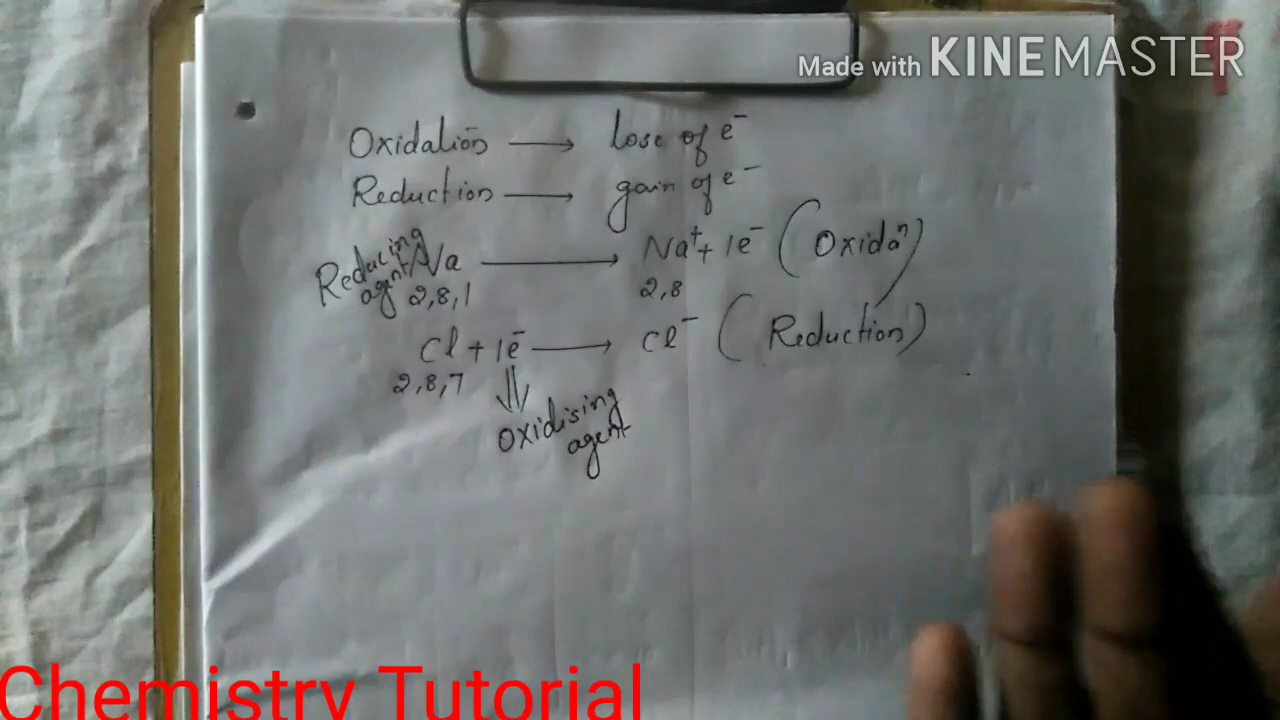 Made with KINEMASTER
Oxidation → lose of e⁻
Reduction → gain of e⁻
Reducing agent Na → Na⁺ + 1e⁻ (Oxidaⁿ)
2,8,1 2,8
Cl + 1e⁻ → Cl⁻ (Reduction)
2,8,7
⇓
Oxidising
agent
Chemistry Tutorial